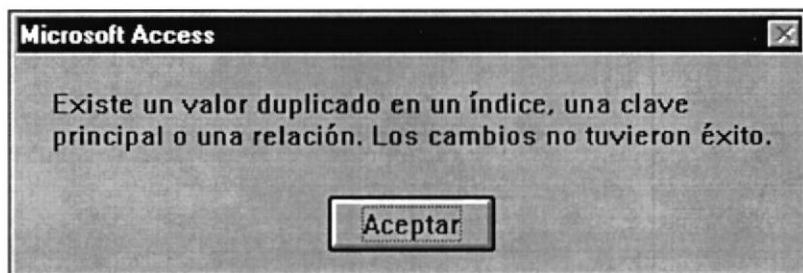 Microsoft Access
Existe un valor duplicado en un índice, una clave
principal o una relación. Los cambios no tuvieron éxito.
Aceptar